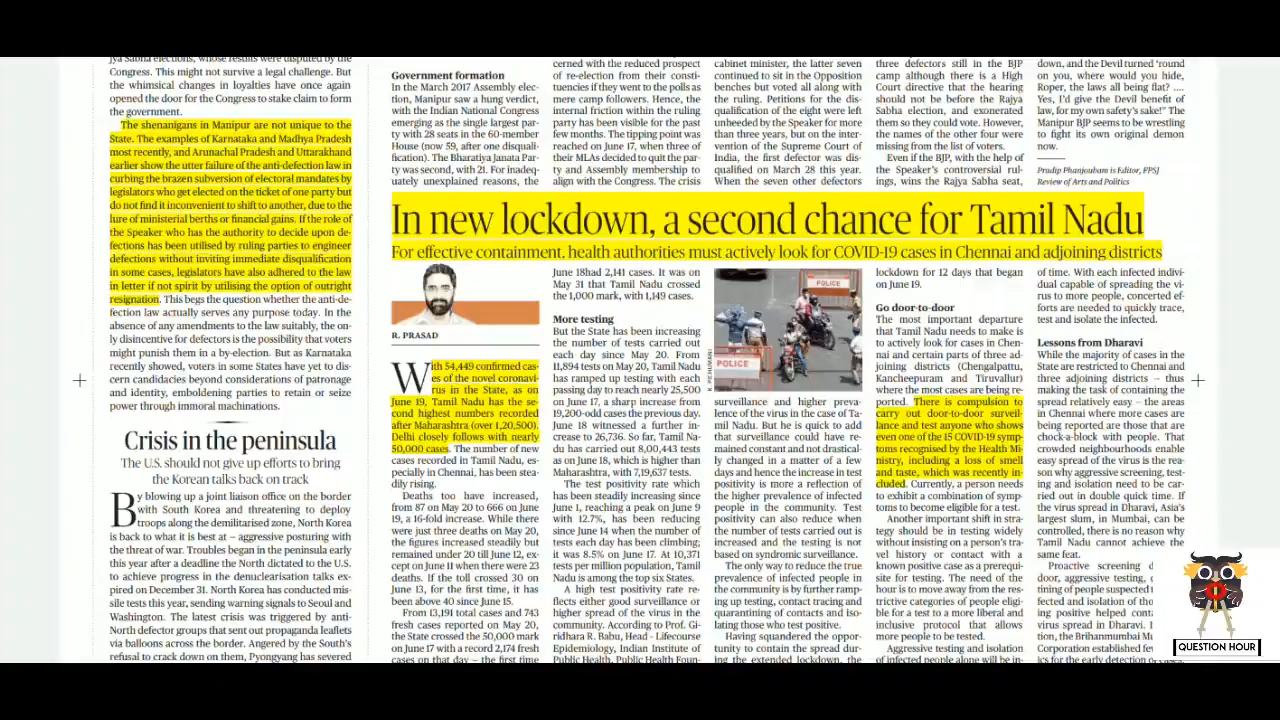 jya Sabha elections, whose results were disputed by the
Congress. This might not survive a legal challenge. But
the whimsical changes in loyalties have once again
opened the door for the Congress to stake claim to form
the government.
The shenanigans in Manipur are not unique to the
State. The examples of Karnataka and Madhya Pradesh
most recently, and Arunachal Pradesh and Uttarakhand
earlier show the utter failure of the anti-defection law in
curbing the brazen subversion of electoral mandates by
legislators who get elected on the ticket of one party but
do not find it inconvenient to shift to another, due to the
lure of ministerial berths or financial gains. If the role of
the Speaker who has the authority to decide upon de-
fections has been utilised by ruling parties to engineer
defections without inviting immediate disqualification
in some cases, legislators have also adhered to the law
in letter if not spirit by utilising the option of outright
resignation. This begs the question whether the anti-de-
fection law actually serves any purpose today. In the
absence of any amendments to the law suitably, the on-
ly disincentive for defectors is the possibility that voters
might punish them in a by-election. But as Karnataka
recently showed, voters in some States have yet to dis-
cern candidacies beyond considerations of patronage
and identity, emboldening parties to retain or seize
power through immoral machinations.
Crisis in the peninsula
The U.S. should not give up efforts to bring
the Korean talks back on track
By blowing up a joint liaison office on the border
with South Korea and threatening to deploy
troops along the demilitarised zone, North Korea
is back to what it is best at – aggressive posturing with
the threat of war. Troubles began in the peninsula early
this year after a deadline the North dictated to the U.S.
to achieve progress in the denuclearisation talks ex-
pired on December 31. North Korea has conducted mis-
sile tests this year, sending warning signals to Seoul and
Washington. The latest crisis was triggered by anti-
North defector groups that sent out propaganda leaflets
via balloons across the border. Angered by the South's
refusal to crack down on them, Pyongyang has severed
Government formation
In the March 2017 Assembly elec-
tion, Manipur saw a hung verdict,
with the Indian National Congress
emerging as the single largest par-
ty with 28 seats in the 60-member
House (now 59, after one disquali-
fication). The Bharatiya Janata Par-
ty was second, with 21. For inadeq-
uately unexplained reasons, the
cerned with the reduced prospect
of re-election from their consti-
tuencies if they went to the polls as
mere camp followers. Hence, the
internal friction within the ruling
party has been visible for the past
few months. The tipping point was
reached on June 17, when three of
their MLAs decided to quit the par-
ty and Assembly membership to
align with the Congress. The crisis
cabinet minister, the latter seven
continued to sit in the Opposition
benches but voted all along with
the ruling. Petitions for the dis-
qualification of the eight were left
unheeded by the Speaker for more
than three years, but on the inter-
vention of the Supreme Court of
India, the first defector was dis-
qualified on March 28 this year.
When the seven other defectors
three defectors still in the BJP
camp although there is a High
Court directive that the hearing
should not be before the Rajya
Sabha election, and exonerated
them so they could vote. However,
the names of the other four were
missing from the list of voters.
Even if the BJP, with the help of
the Speaker's controversial rul-
ings, wins the Rajya Sabha seat,
down, and the Devil turned 'round
on you, where would you hide,
Roper, the laws all being flat? ....
Yes, I'd give the Devil benefit of
law, for my own safety's sake!" The
Manipur BJP seems to be wrestling
to fight its own original demon
now.
Pradip Phanjoubam is Editor, FPSJ
Review of Arts and Politics
In new lockdown, a second chance for Tamil Nadu
For effective containment, health authorities must actively look for COVID-19 cases in Chennai and adjoining districts
R. PRASAD
With 54,449 confirmed cas-
es of the novel coronavi-
rus in the State, as on
June 19, Tamil Nadu has the se-
cond highest numbers recorded
after Maharashtra (over 1,20,500).
Delhi closely follows with nearly
50,000 cases. The number of new
cases recorded in Tamil Nadu, es-
pecially in Chennai, has been stea-
dily rising.
Deaths too have increased,
from 87 on May 20 to 666 on June
19, a 16-fold increase. While there
were just three deaths on May 20,
the figures increased steadily but
remained under 20 till June 12, ex-
cept on June 11 when there were 23
deaths. If the toll crossed 30 on
June 13, for the first time, it has
been above 40 since June 15.
From 13,191 total cases and 743
fresh cases reported on May 20,
the State crossed the 50,000 mark
on June 17 with a record 2,174 fresh
cases on that day – the first time
June 18had 2,141 cases. It was on
May 31 that Tamil Nadu crossed
the 1,000 mark, with 1,149 cases.
More testing
But the State has been increasing
the number of tests carried out
each day since May 20. From
11,894 tests on May 20, Tamil Nadu
has ramped up testing with each
passing day to reach nearly 25,500
on June 17, a sharp increase from
19,200-odd cases the previous day.
June 18 witnessed a further in-
crease to 26,736. So far, Tamil Na-
du has carried out 8,00,443 tests
as on June 18, which is higher than
Maharashtra, with 7,19,637 tests.
The test positivity rate which
has been steadily increasing since
June 1, reaching a peak on June 9
with 12.7%, has been reducing
since June 14 when the number of
tests each day has been climbing;
it was 8.5% on June 17. At 10,371
tests per million population, Tamil
Nadu is among the top six States.
A high test positivity rate re-
flects either good surveillance or
higher spread of the virus in the
community. According to Prof. Gi-
ridhara R. Babu, Head - Lifecourse
Epidemiology, Indian Institute of
Public Health, Public Health Foun-
POLICE
POLICE
K. PICHUMANI
surveillance and higher preva-
lence of the virus in the case of Ta-
mil Nadu. But he is quick to add
that surveillance could have re-
mained constant and not drastical-
ly changed in a matter of a few
days and hence the increase in test
positivity is more a reflection of
the higher prevalence of infected
people in the community. Test
positivity can also reduce when
the number of tests carried out is
increased and the testing is not
based on syndromic surveillance.
The only way to reduce the true
prevalence of infected people in
the community is by further ramp-
ing up testing, contact tracing and
quarantining of contacts and iso-
lating those who test positive.
Having squandered the oppor-
tunity to contain the spread dur-
ing the extended lockdown, the
lockdown for 12 days that began
on June 19.
Go door-to-door
The most important departure
that Tamil Nadu needs to make is
to actively look for cases in Chen-
nai and certain parts of three ad-
joining districts (Chengalpattu,
Kancheepuram and Tiruvallur)
where the most cases are being re-
ported. There is compulsion to
carry out door-to-door surveil-
lance and test anyone who shows
even one of the 15 COVID-19 symp-
toms recognised by the Health Mi-
nistry, including a loss of smell
and taste, which was recently in-
cluded. Currently, a person needs
to exhibit a combination of symp-
toms to become eligible for a test.
Another important shift in stra-
tegy should be in testing widely
without insisting on a person's tra-
vel history or contact with a
known positive case as a prerequi-
site for testing. The need of the
hour is to move away from the res-
trictive categories of people eligi-
ble for a test to a more liberal and
inclusive protocol that allows
more people to be tested.
Aggressive testing and isolation
of infected people alone will be in-
of time. With each infected indivi-
dual capable of spreading the vi-
rus to more people, concerted ef-
forts are needed to quickly trace,
test and isolate the infected.
Lessons from Dharavi
While the majority of cases in the
State are restricted to Chennai and
three adjoining districts – thus
making the task of containing the
spread relatively easy – the areas
in Chennai where more cases are
being reported are those that are
chock-a-block with people. That
crowded neighbourhoods enable
easy spread of the virus is the rea-
son why aggressive screening, test-
ing and isolation need to be car-
ried out in double quick time. If
the virus spread in Dharavi, Asia's
largest slum, in Mumbai, can be
controlled, there is no reason why
Tamil Nadu cannot achieve the
same feat.
Proactive screening
door, aggressive testing,
tining of people suspected
fected and isolation of tho
ing positive helped cont
virus spread in Dharavi. I
tion, the Brihanmumbai Mu
Corporation established few
ics for the early detection o
QUESTION HOUR